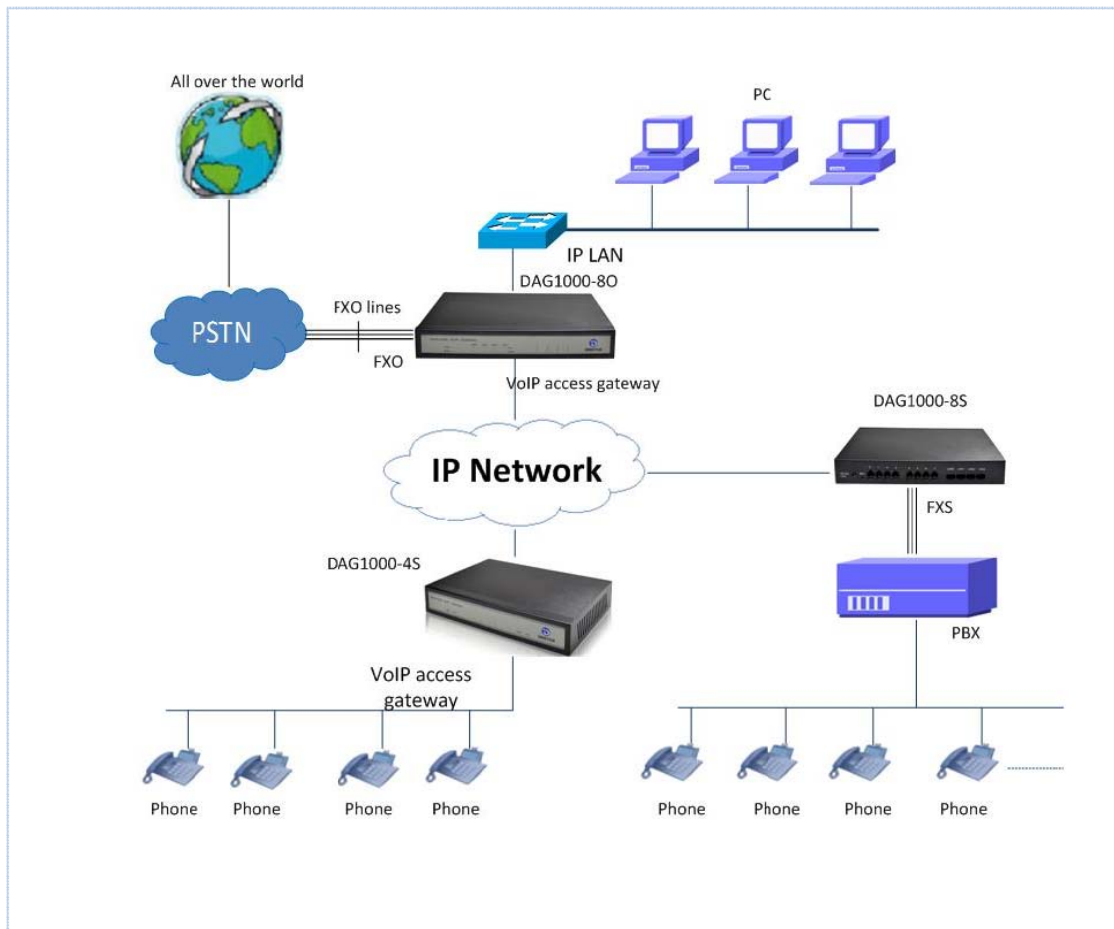 All over the world
PC
IP LAN
DAG1000-8O
FXO lines
PSTN
FXO
VoIP access gateway
DAG1000-8S
IP Network
FXS
DAG1000-4S
PBX
VoIP access
gateway
Phone Phone Phone Phone Phone Phone Phone Phone